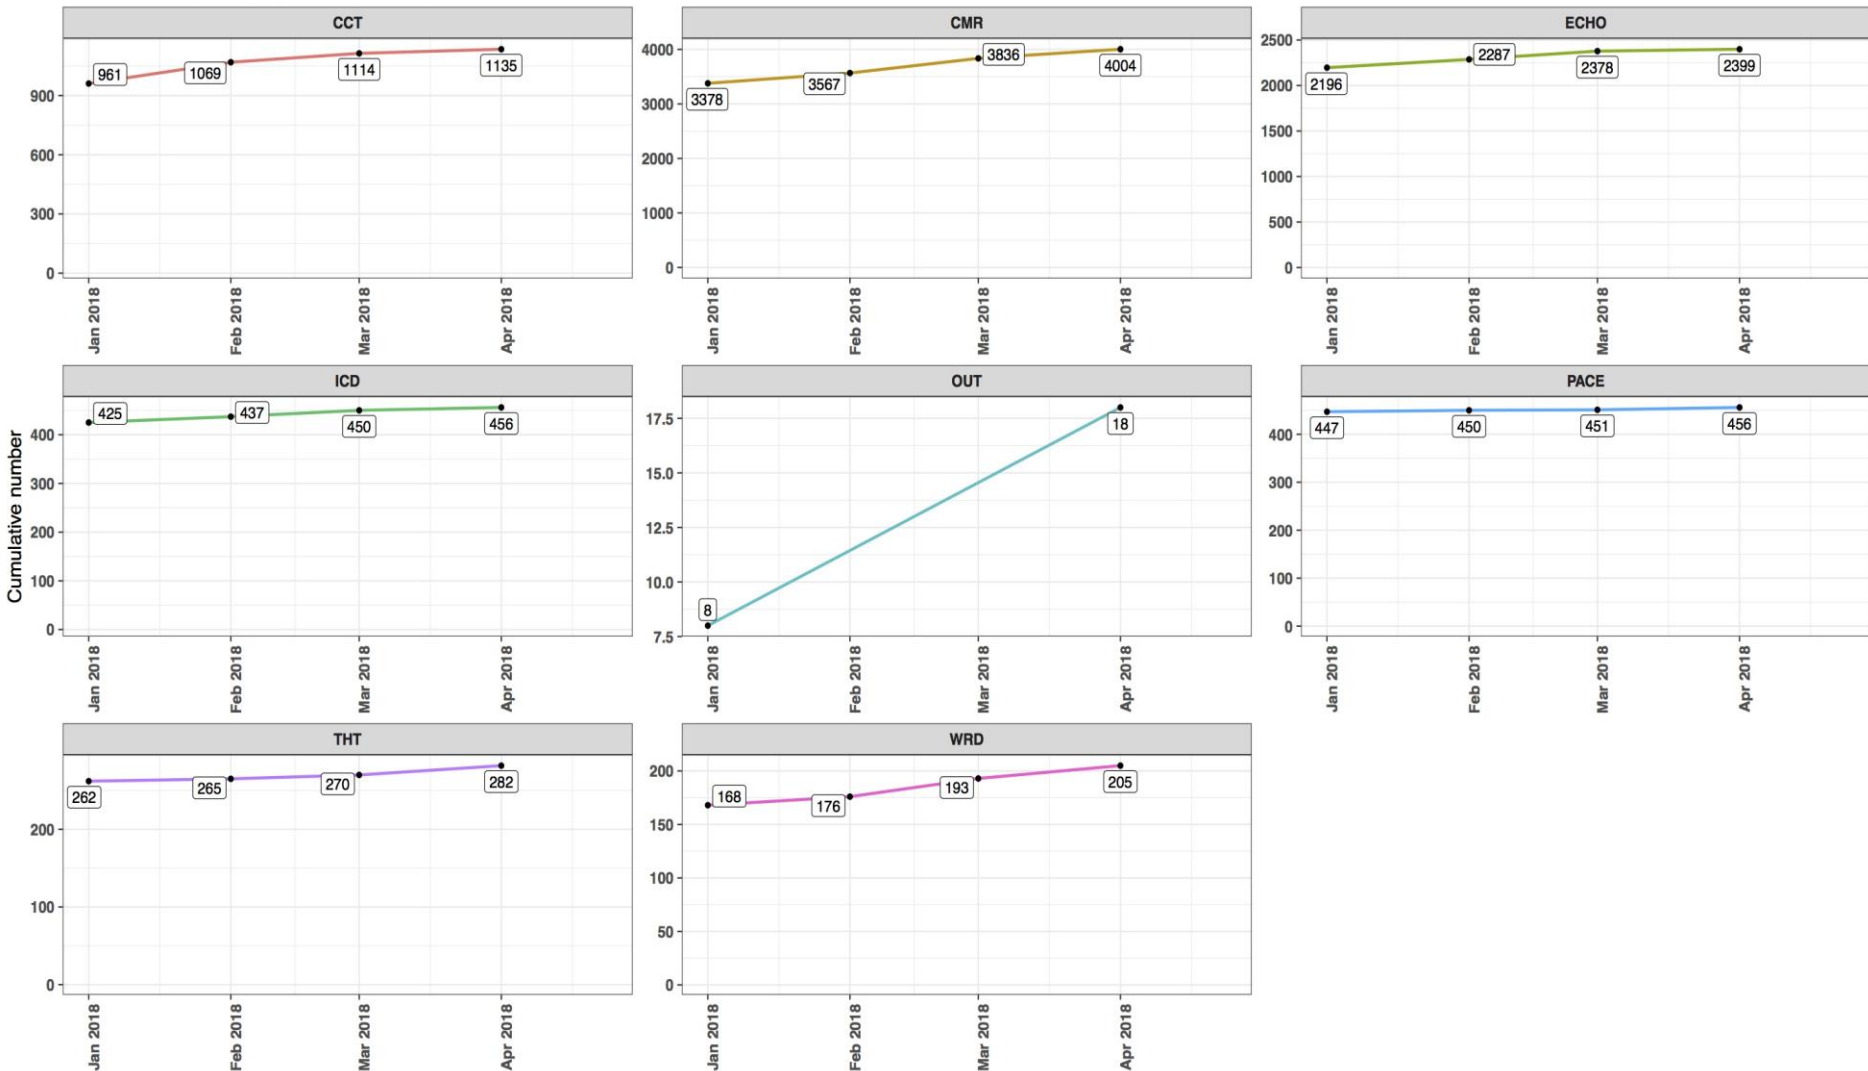 CCT
CMR
ECHO
961
1069
1114
1135
900
600
300
0
Jan 2018
Feb 2018
Mar 2018
Apr 2018
3378
3567
3836
4004
4000
3000
2000
1000
0
Jan 2018
Feb 2018
Mar 2018
Apr 2018
2196
2287
2378
2399
2500
2000
1500
1000
500
0
Jan 2018
Feb 2018
Mar 2018
Apr 2018
Cumulative number
ICD
OUT
PACE
425
437
450
456
400
300
200
100
0
Jan 2018
Feb 2018
Mar 2018
Apr 2018
8
18
17.5
15.0
12.5
10.0
7.5
Jan 2018
Feb 2018
Mar 2018
Apr 2018
447
450
451
456
400
300
200
100
0
Jan 2018
Feb 2018
Mar 2018
Apr 2018
THT
WRD
262
265
270
282
200
100
0
Jan 2018
Feb 2018
Mar 2018
Apr 2018
168
176
193
205
200
150
100
50
0
Jan 2018
Feb 2018
Mar 2018
Apr 2018